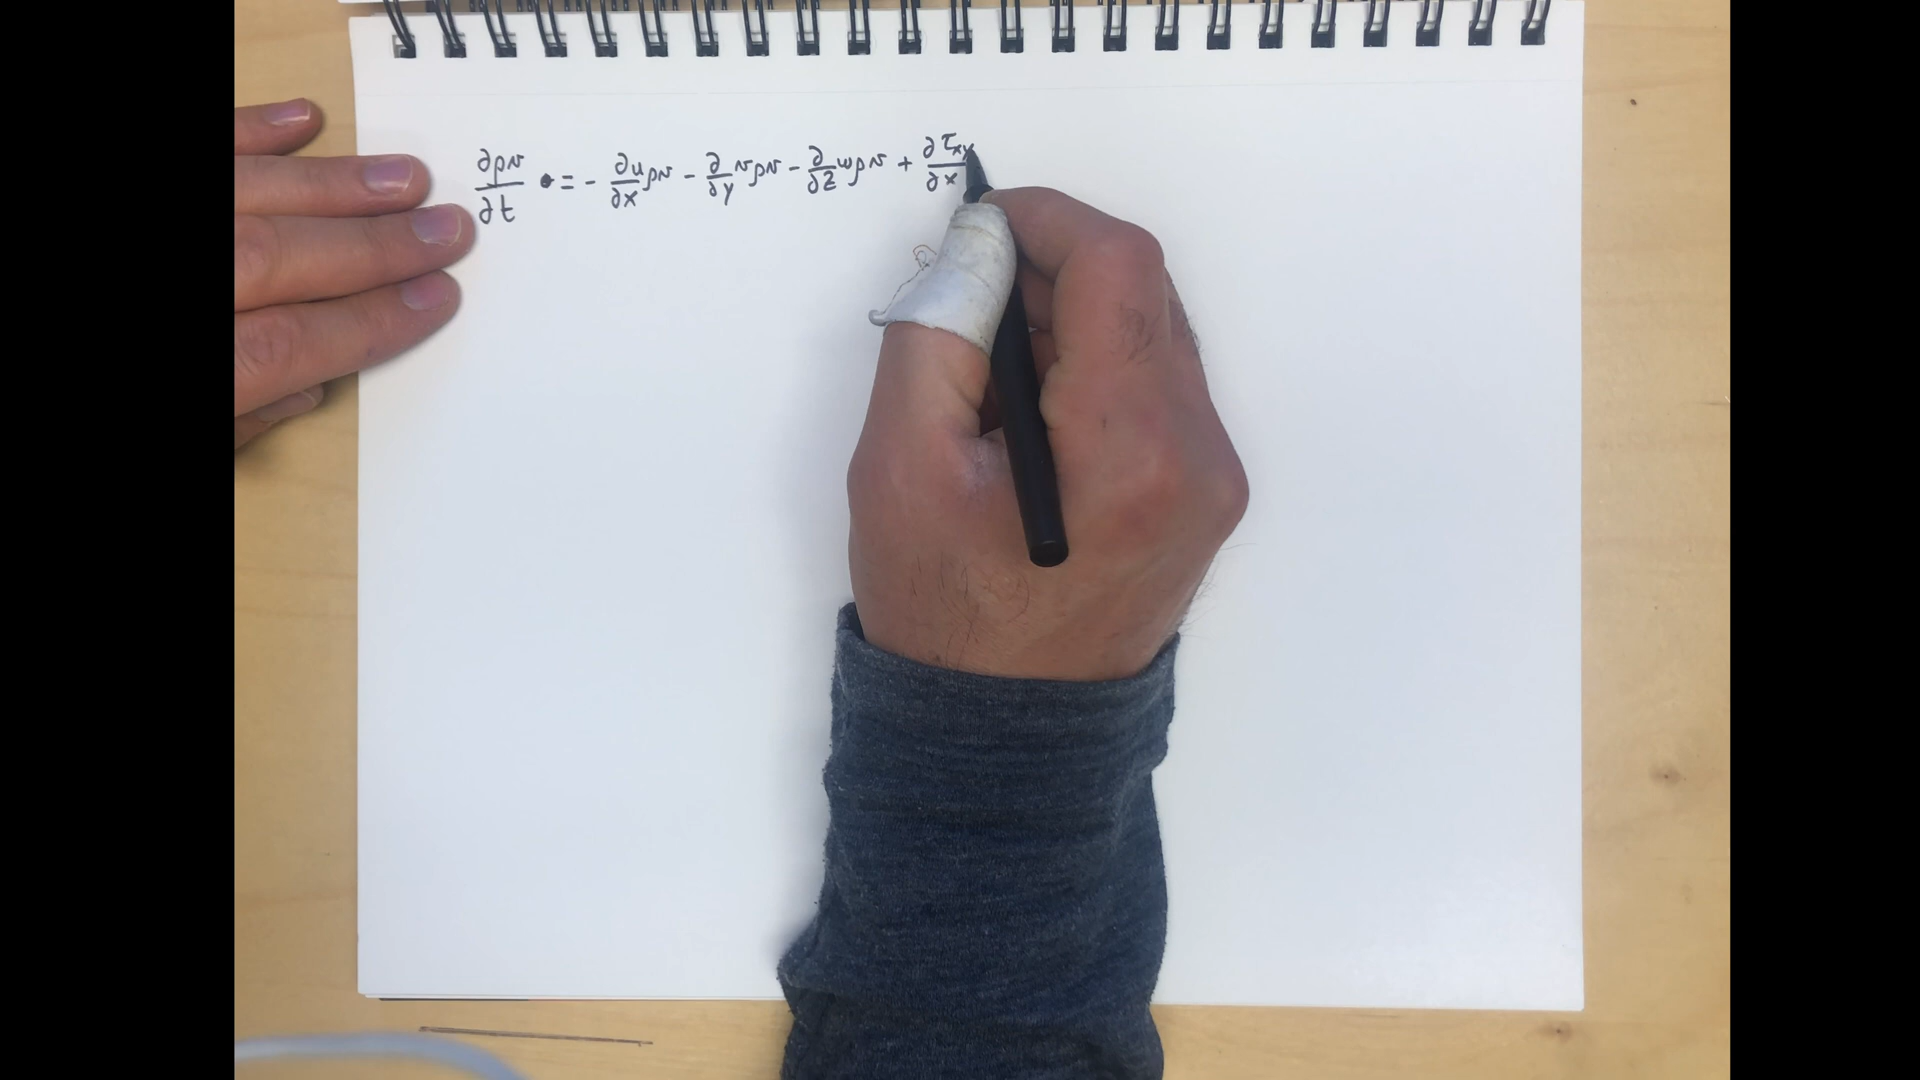 ∂ρv/∂t = - ∂uρv/∂x - ∂/∂y vρv - ∂/∂z wρv + ∂τxy/∂x